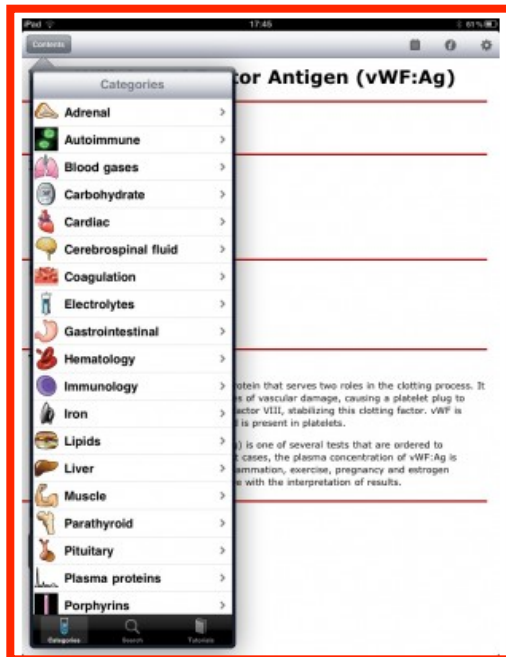 iPad 17:45 61%
Contents
tor Antigen (vWF:Ag)
Categories
Adrenal
Autoimmune
Blood gases
Carbohydrate
Cardiac
Cerebrospinal fluid
Coagulation
Electrolytes
Gastrointestinal
Hematology
Immunology
Iron
Lipids
Liver
Muscle
Parathyroid
Pituitary
Plasma proteins
Porphyrins
otein that serves two roles in the clotting process. It
es of vascular damage, causing a platelet plug to
actor VIII, stabilizing this clotting factor. vWF is
d is present in platelets.
) is one of several tests that are ordered to
t cases, the plasma concentration of vWF:Ag is
ammation, exercise, pregnancy and estrogen
e with the interpretation of results.
Categories Search Tutorials